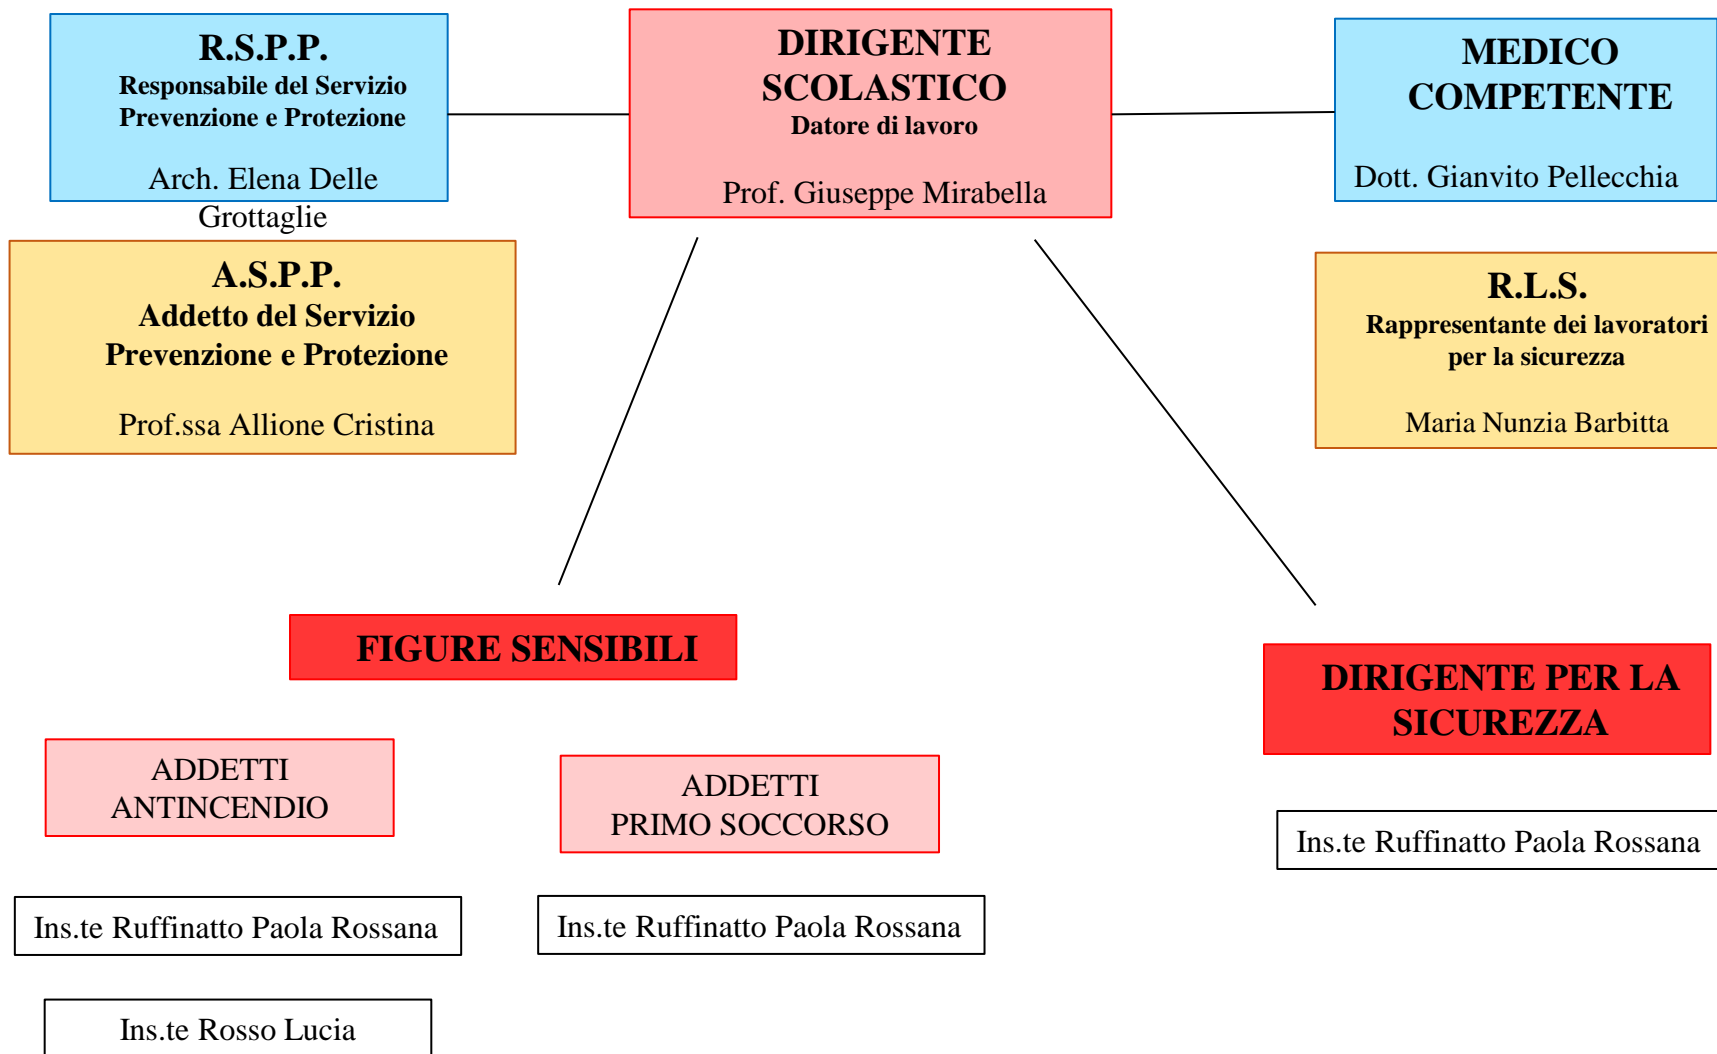 R.S.P.P.
Responsabile del Servizio
Prevenzione e Protezione
Arch. Elena Delle
Grottaglie
DIRIGENTE
SCOLASTICO
Datore di lavoro
Prof. Giuseppe Mirabella
MEDICO
COMPETENTE
Dott. Gianvito Pellecchia
A.S.P.P.
Addetto del Servizio
Prevenzione e Protezione
Prof.ssa Allione Cristina
R.L.S.
Rappresentante dei lavoratori
per la sicurezza
Maria Nunzia Barbitta
FIGURE SENSIBILI
DIRIGENTE PER LA
SICUREZZA
ADDETTI
ANTINCENDIO
ADDETTI
PRIMO SOCCORSO
Ins.te Ruffinatto Paola Rossana
Ins.te Ruffinatto Paola Rossana
Ins.te Ruffinatto Paola Rossana
Ins.te Rosso Lucia